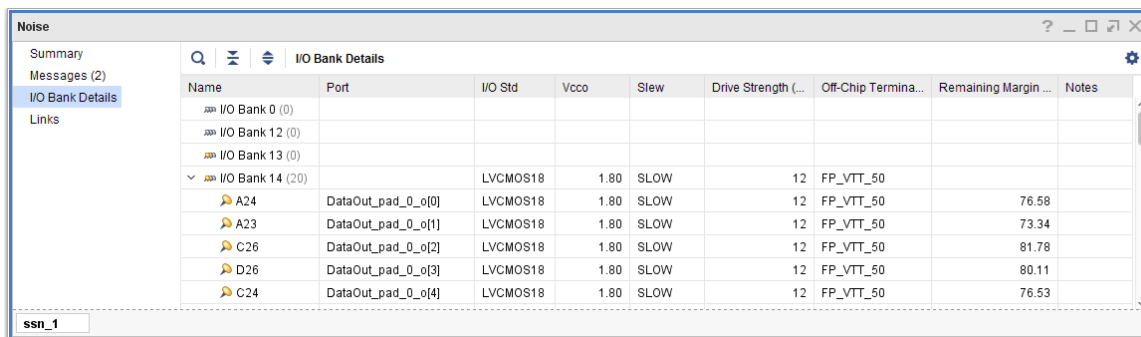 Noise
Summary
Messages (2)
I/O Bank Details
Links
I/O Bank Details
Name Port I/O Std Vcco Slew Drive Strength (... Off-Chip Termina... Remaining Margin ... Notes
I/O Bank 0 (0)
I/O Bank 12 (0)
I/O Bank 13 (0)
I/O Bank 14 (20) LVCMOS18 1.80 SLOW 12 FP_VTT_50
A24 DataOut_pad_0_o[0] LVCMOS18 1.80 SLOW 12 FP_VTT_50 76.58
A23 DataOut_pad_0_o[1] LVCMOS18 1.80 SLOW 12 FP_VTT_50 73.34
C26 DataOut_pad_0_o[2] LVCMOS18 1.80 SLOW 12 FP_VTT_50 81.78
D26 DataOut_pad_0_o[3] LVCMOS18 1.80 SLOW 12 FP_VTT_50 80.11
C24 DataOut_pad_0_o[4] LVCMOS18 1.80 SLOW 12 FP_VTT_50 76.53
ssn_1